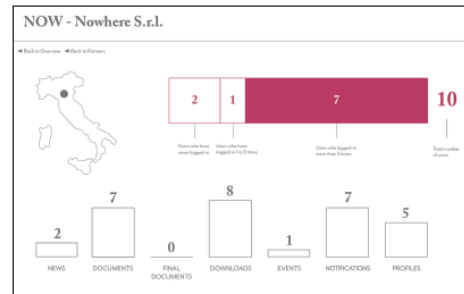 NOW - Nowhere S.r.l.
Back to Overview Back to Partners
2
1
7
10
Users who have
never logged in
Users who have
logged in 1 to 5 times
Users who logged in
more than 5 times
Total number
of users
2
7
0
8
1
7
5
NEWS
DOCUMENTS
FINAL
DOCUMENTS
DOWNLOADS
EVENTS
NOTIFICATIONS
PROFILES